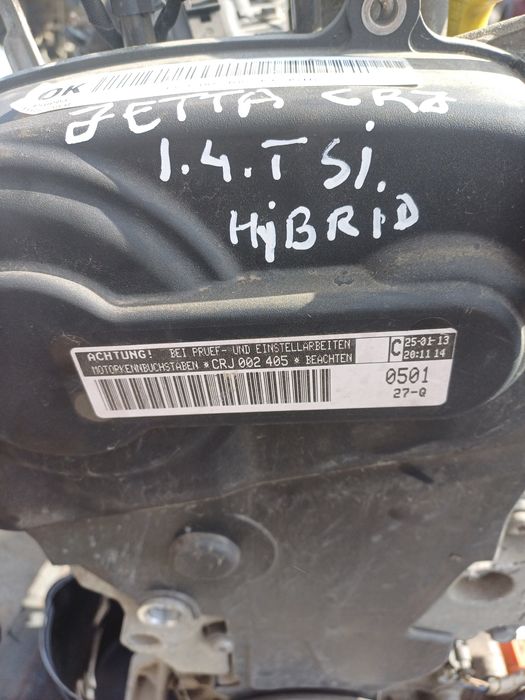 OK
JETTA CRJ
1.4.TSi.
HYBRiD
ACHTUNG! BEI PRUEF- UND EINSTELLARBEITEN
MOTORKENNBUCHSTABEN *CRJ 002 405* BEACHTEN
C
25-01-13
20:11 14
0501
27-Q